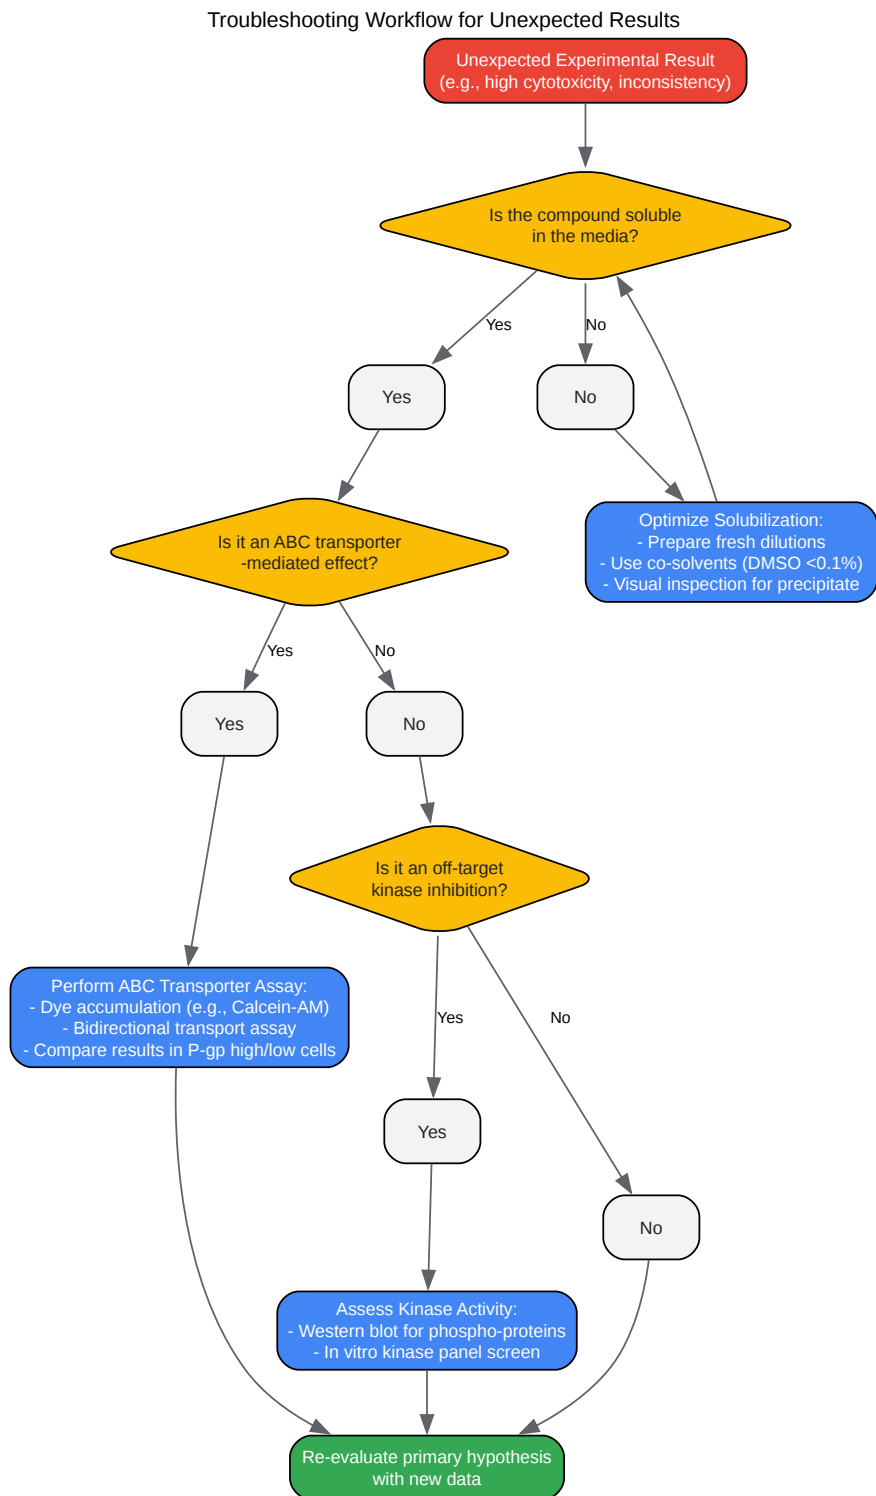 Troubleshooting Workflow for Unexpected Results
Unexpected Experimental Result
(e.g., high cytotoxicity, inconsistency)
Is the compound soluble
in the media?
Yes
No
Yes
No
Optimize Solubilization:
- Prepare fresh dilutions
- Use co-solvents (DMSO <0.1%)
- Visual inspection for precipitate
Is it an ABC transporter
-mediated effect?
Yes
No
Yes
No
Is it an off-target
kinase inhibition?
Perform ABC Transporter Assay:
- Dye accumulation (e.g., Calcein-AM)
- Bidirectional transport assay
- Compare results in P-gp high/low cells
Yes
No
Yes
No
Assess Kinase Activity:
- Western blot for phospho-proteins
- In vitro kinase panel screen
Re-evaluate primary hypothesis
with new data